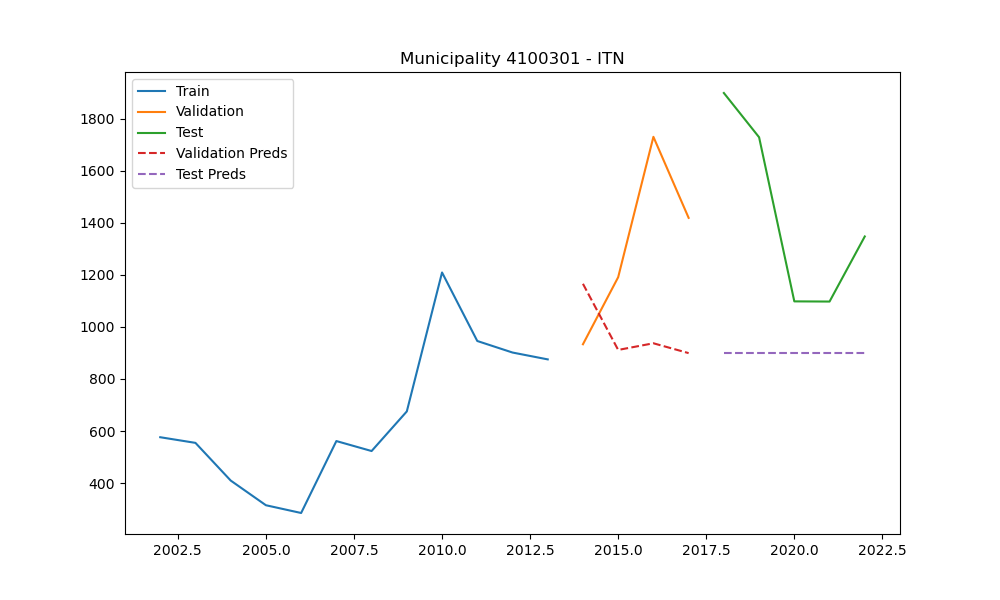 Municipality 4100301 - ITN
Train
Validation
Test
Validation Preds
Test Preds
1800
1600
1400
1200
1000
800
600
400
2002.5 2005.0 2007.5 2010.0 2012.5 2015.0 2017.5 2020.0 2022.5